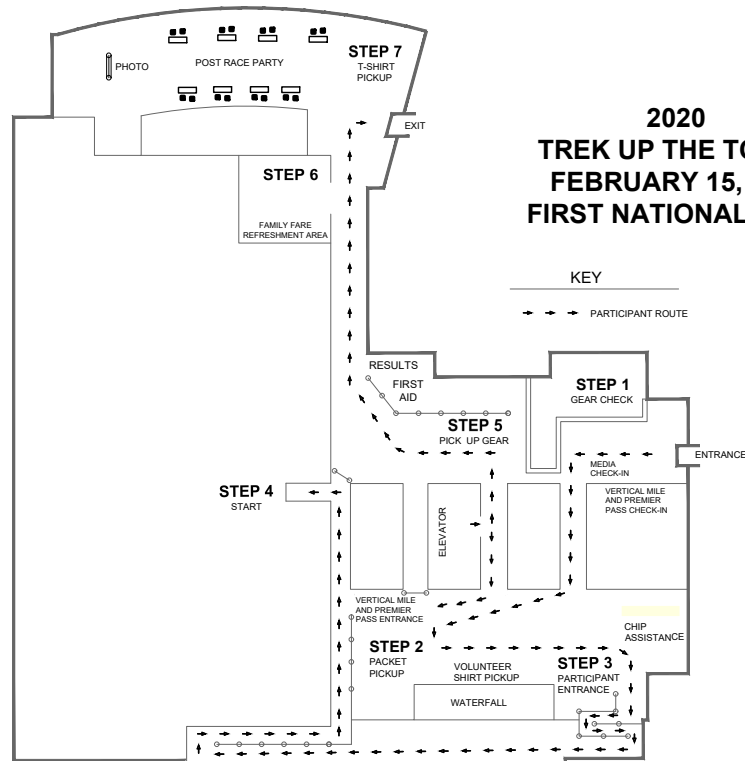 STEP 7
T-SHIRT
PICKUP
PHOTO
POST RACE PARTY
EXIT
2020
TREK UP THE
FEBRUARY 15,
FIRST NATIONAL
STEP 6
FAMILY FARE
REFRESHMENT AREA
KEY
PARTICIPANT ROUTE
RESULTS
FIRST
AID
STEP 1
GEAR CHECK
STEP 5
PICK UP GEAR
ENTRANCE
MEDIA
CHECK-IN
STEP 4
START
VERTICAL MILE
AND PREMIER
PASS CHECK-IN
ELEVATOR
VERTICAL MILE
AND PREMIER
PASS ENTRANCE
CHIP
ASSISTANCE
STEP 2
PACKET
PICKUP
VOLUNTEER
SHIRT PICKUP
STEP 3
PARTICIPANT
ENTRANCE
WATERFALL